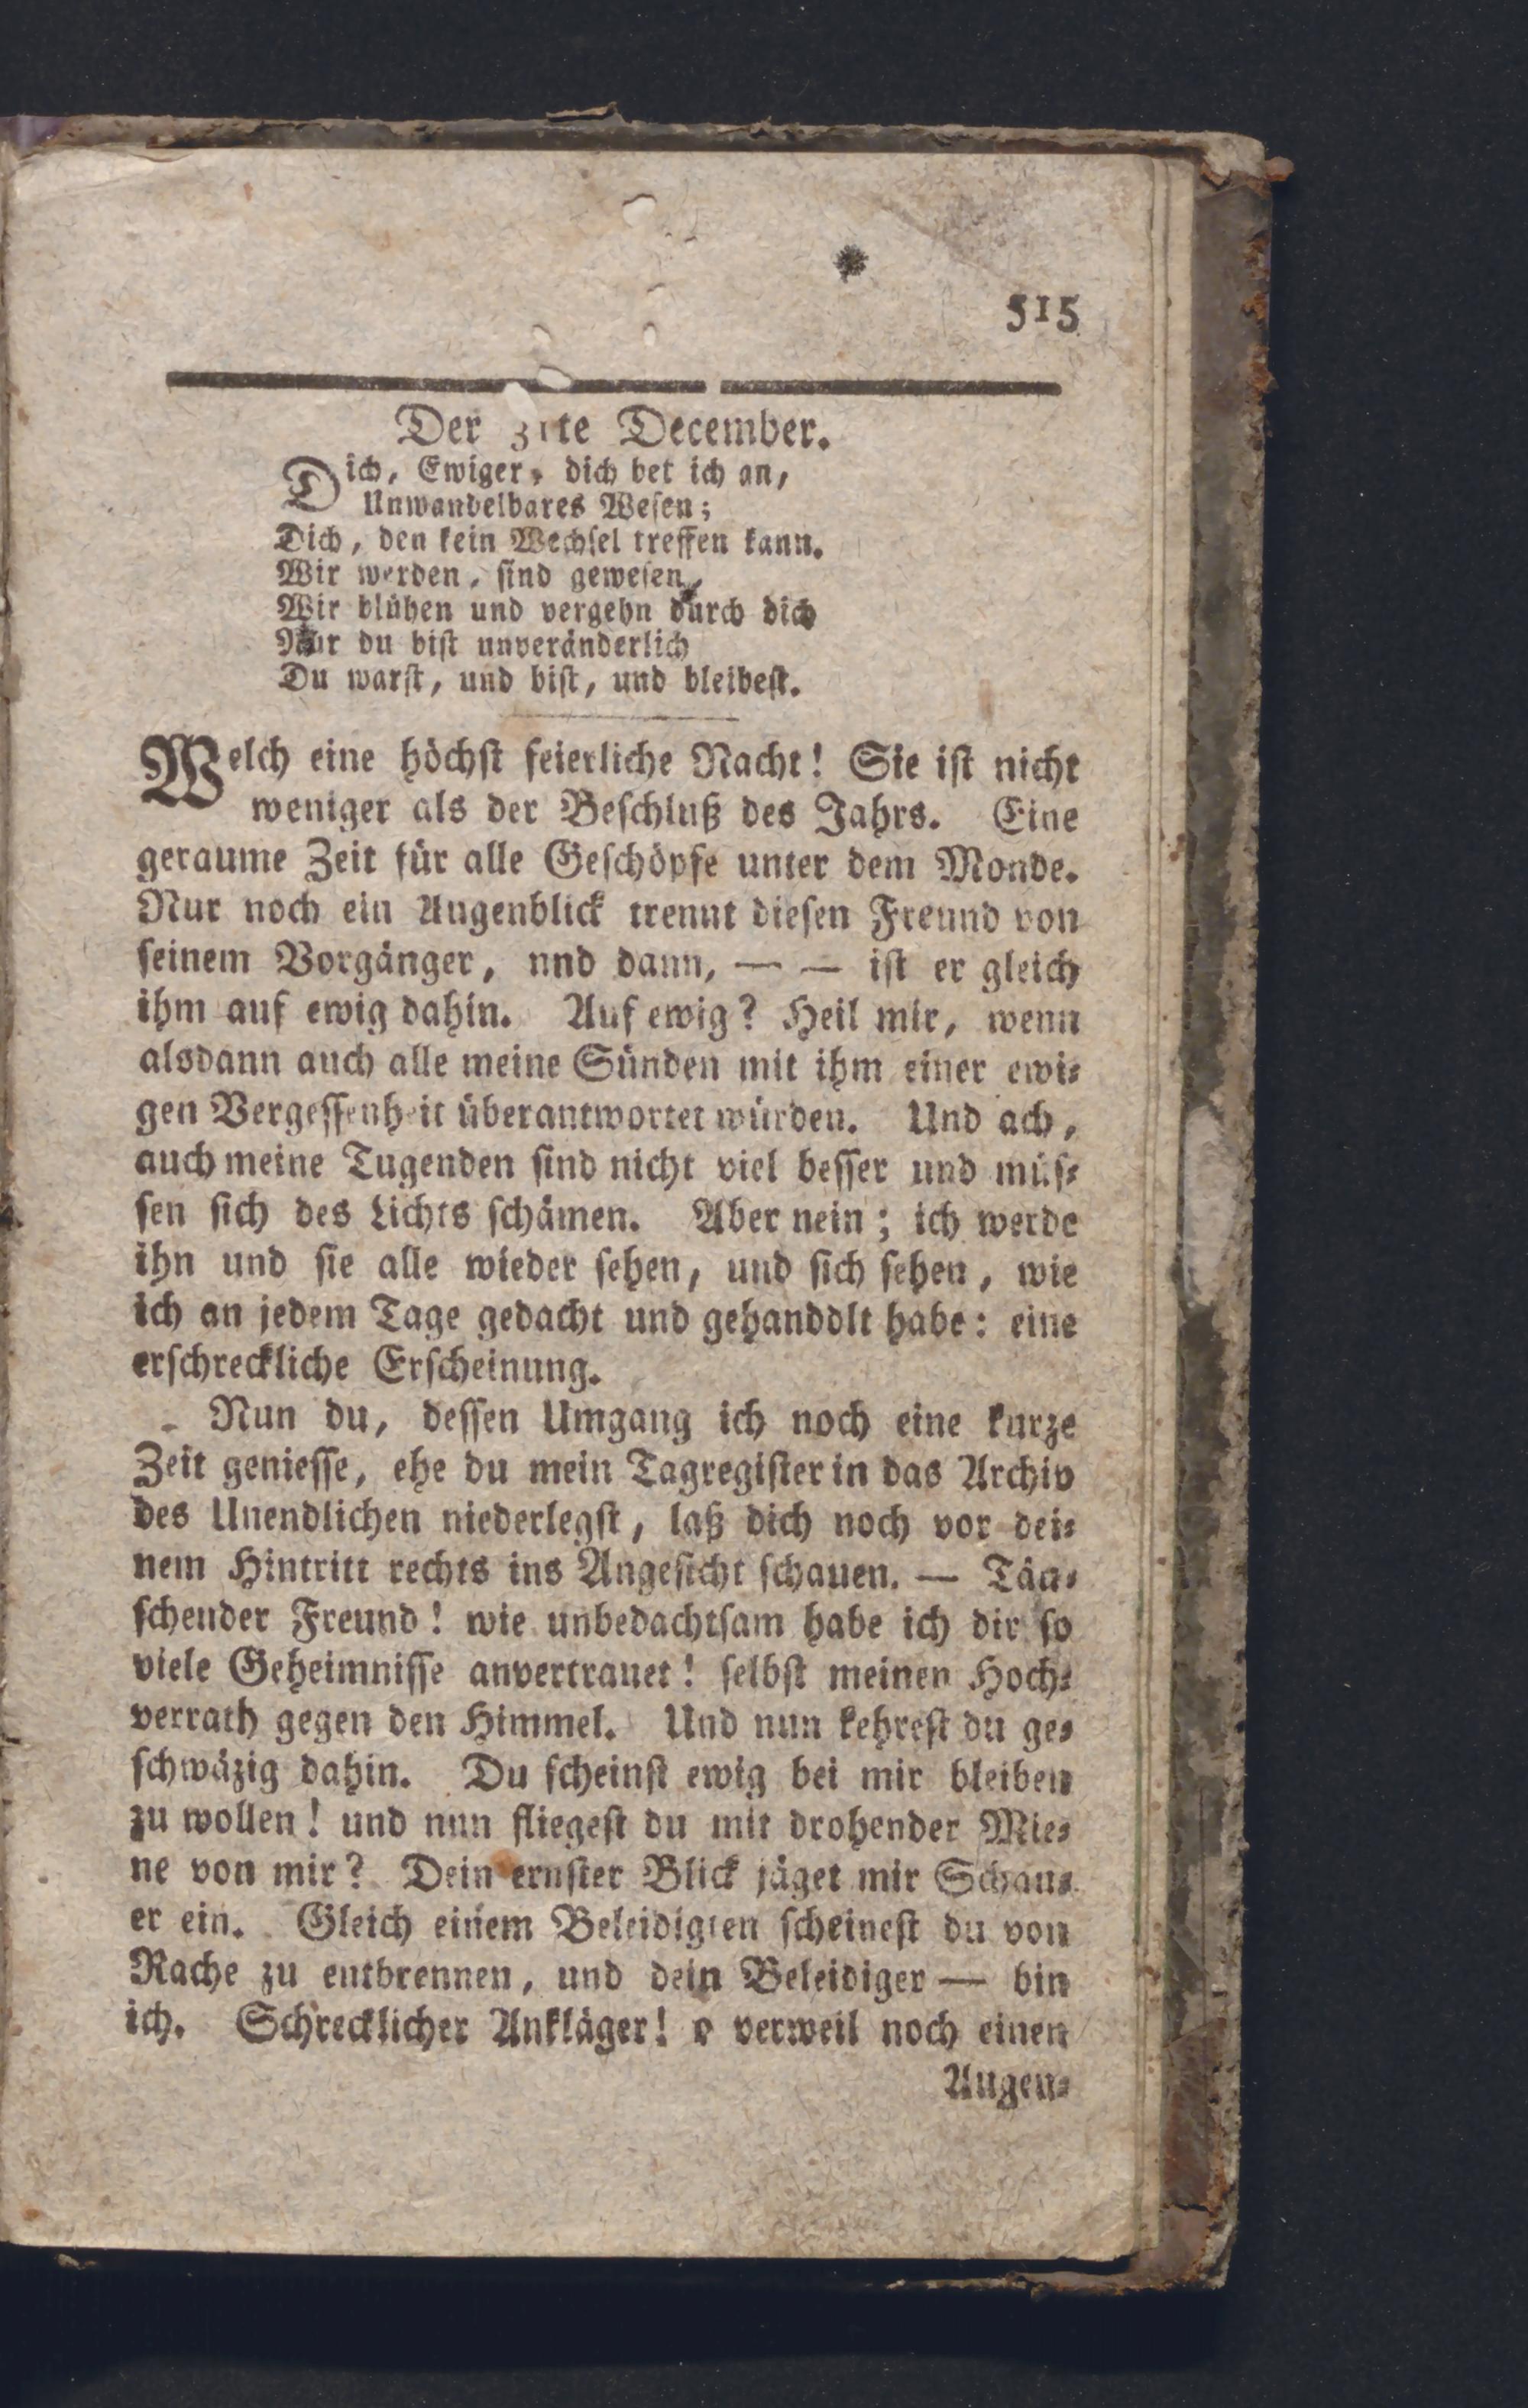 515
Der 31te December.
Dich, Ewiger, dich bet ich an,
Unwandelbares Wesen;
Dich, den kein Wechsel treffen kann.
Wir werden, sind gewesen,
Wir blühen und vergehn durch dich
Nur du bist unveränderlich
Du warst, und bist, und bleibest.
Welch eine höchst feierliche Nacht! Sie ist nicht
weniger als der Beschluß des Jahrs. Eine
geraume Zeit für alle Geschöpfe unter dem Monde.
Nur noch ein Augenblick trennt diesen Freund von
seinem Vorgänger, nnd dann, — — ist er gleich
ihm auf ewig dahin. Auf ewig? Heil mir, wenn
alsdann auch alle meine Sünden mit ihm einer ewi-
gen Vergessenheit überantwortet würden. Und ach,
auch meine Tugenden sind nicht viel besser und müs-
sen sich des Lichts schämen. Aber nein; ich werde
ihn und sie alle wieder sehen, und sich sehen, wie
ich an jedem Tage gedacht und gehanddlt habe: eine
erschreckliche Erscheinung.
Nun du, dessen Umgang ich noch eine kurze
Zeit geniesse, ehe du mein Tagregister in das Archiv
des Unendlichen niederlegst, laß dich noch vor dei-
nem Hintritt rechts ins Angesicht schauen. — Täu-
schender Freund! wie unbedachtsam habe ich dir so
viele Geheimnisse anvertrauet! selbst meinen Hoch-
verrath gegen den Himmel. Und nun kehrest du ge-
schwäzig dahin. Du scheinst ewig bei mir bleiben
zu wollen! und nun fliegest du mit drohender Mie-
ne von mir? Dein ernster Blick jäget mir Schau-
er ein. Gleich einem Beleidigten scheinest du von
Rache zu entbrennen, und dein Beleidiger — bin
ich. Schrecklicher Ankläger! o verweil noch einen
Augen-